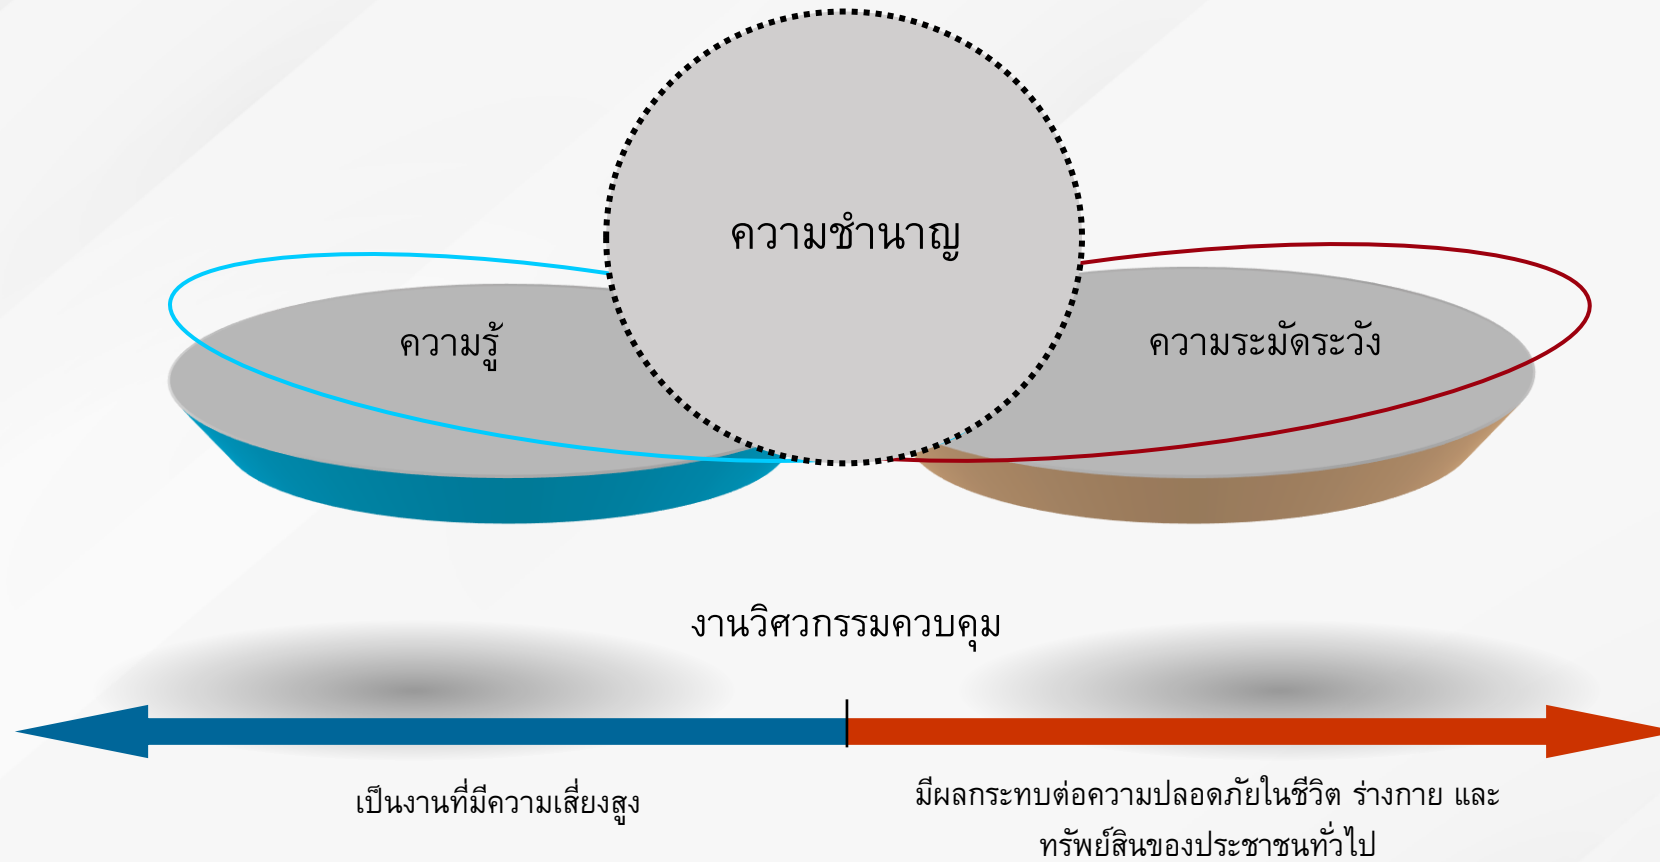 ความชำนาญ
ความรู้
ความระมัดระวัง
งานวิศวกรรมควบคุม
เป็นงานที่มีความเสี่ยงสูง
มีผลกระทบต่อความปลอดภัยในชีวิต ร่างกาย และ
ทรัพย์สินของประชาชนทั่วไป